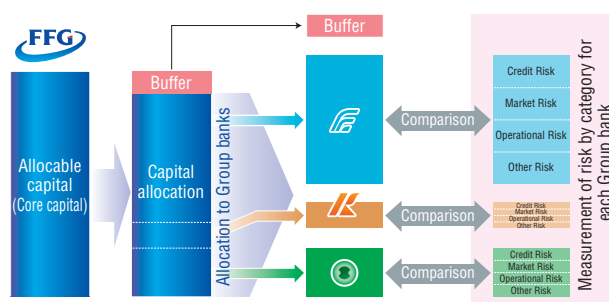 FFG
Allocable
capital
(Core capital)
Buffer
Capital
allocation
Allocation to Group banks
Buffer
Comparison
Comparison
Comparison
Credit Risk
Market Risk
Operational Risk
Other Risk
Credit Risk
Market Risk
Operational Risk
Other Risk
Credit Risk
Market Risk
Operational Risk
Other Risk
Measurement of risk by category for
each Group bank